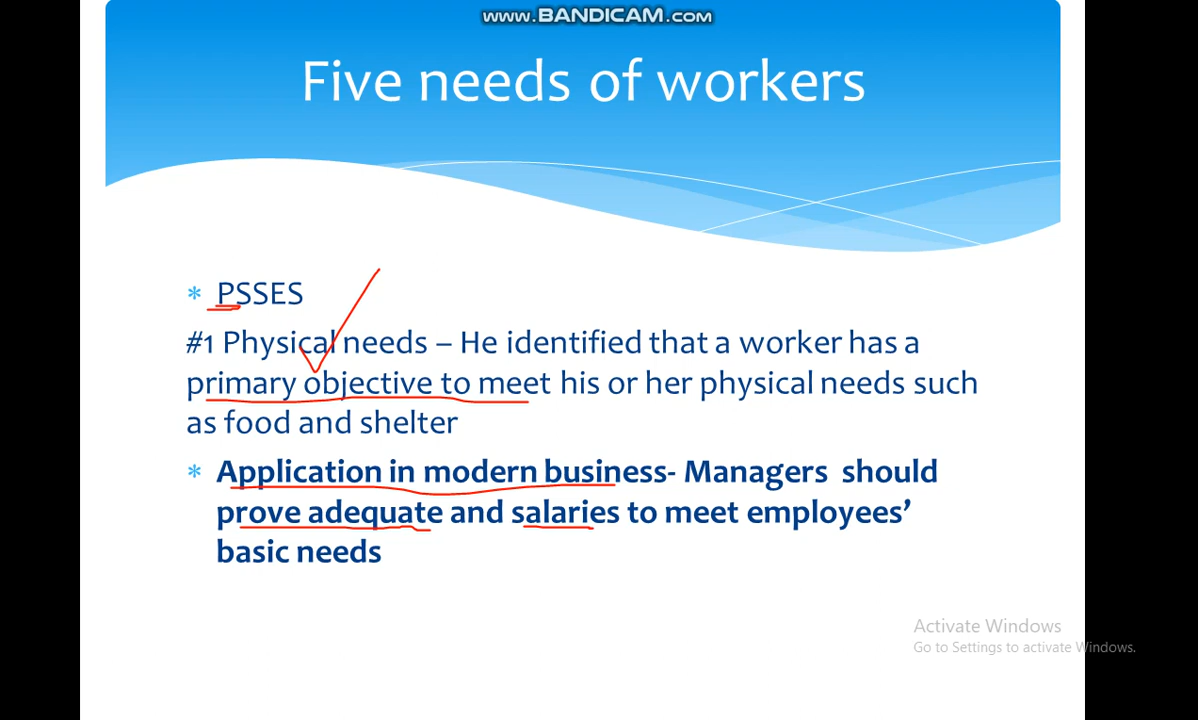 www.BANDICAM.com
Five needs of workers
* PSSES
#1 Physical needs – He identified that a worker has a
primary objective to meet his or her physical needs such
as food and shelter
* Application in modern business- Managers should
prove adequate and salaries to meet employees’
basic needs
Activate Windows
Go to Settings to activate Windows.